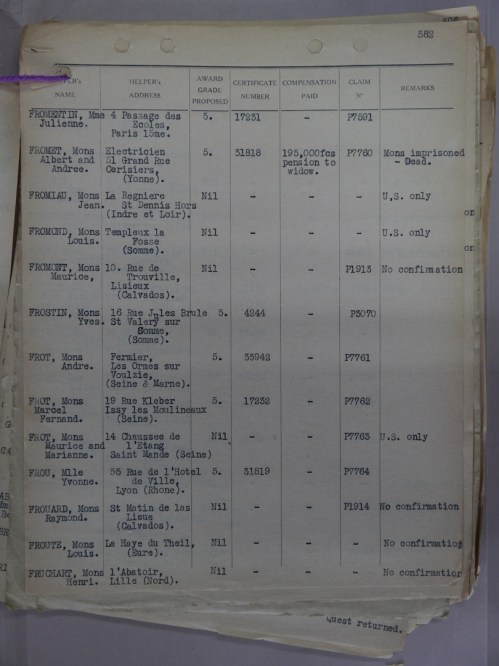 582
HELPER's AWARD CERTIFICATE COMPENSATION CLAIM
NAME ADDRESS GRADE PROPOSED NUMBER PAID N° REMARKS
FROMENTIN, Mme 4 Passage des 5. 17231 - P7591
Julienne. Ecoles,
Paris 15me.
FROMET, Mons Electricien 5. 31818 195,000fcs P7760 Mons imprisoned
Albert and 51 Grand Rue pension to - Dead.
Andree. Cerisiers, widow.
(Yonne).
FROMIAU, Mons La Regniere Nil - - - U.S. only
Jean. St Dennis Hors
(Indre et Loir). on
FROMOND, Mons Templeux la - - - - U.S. only
Louis. Fosse
(Somme). on
FROMONT, Mons 10. Rue de Nil - - P1913 No confirmation
Maurice, Trouville,
Lisieux
(Calvados).
FROSTIN, Mons 16 Rue Jules Brule 5. 4244 - P3070
Yves. St Valery sur
Somme,
(Somme).
FROT, Mons Fermier, 5. 35942 - P7761
Andre. Les Ormes sur
Voulzie,
(Seine & Marne).
FROT, Mons 19 Rue Kleber 5. 17232 - P7762
Marcel Issy les Moulineaux
Fernand. (Seine).
FROT, Mons 14 Chaussee de Nil - - P7763 U.S. only
Maurice and l'Etang
Marianne. Saint Mande (Seine)
FROU, Mlle 55 Rue de l'Hotel 5. 31819 - P7764
Yvonne. de Ville,
Lyon (Rhone).
FROUARD, Mons St Matin de las Nil - - P1914 No confirmation
Raymond. Lieue
(Calvados).
FROUTE, Mons La Haye du Theil, Nil - - - No confirmation
Louis. (Eure).
FRUCHART, Mons l'Abatoir, Nil - - - No confirmation
Henri. Lille (Nord).
quest returned.